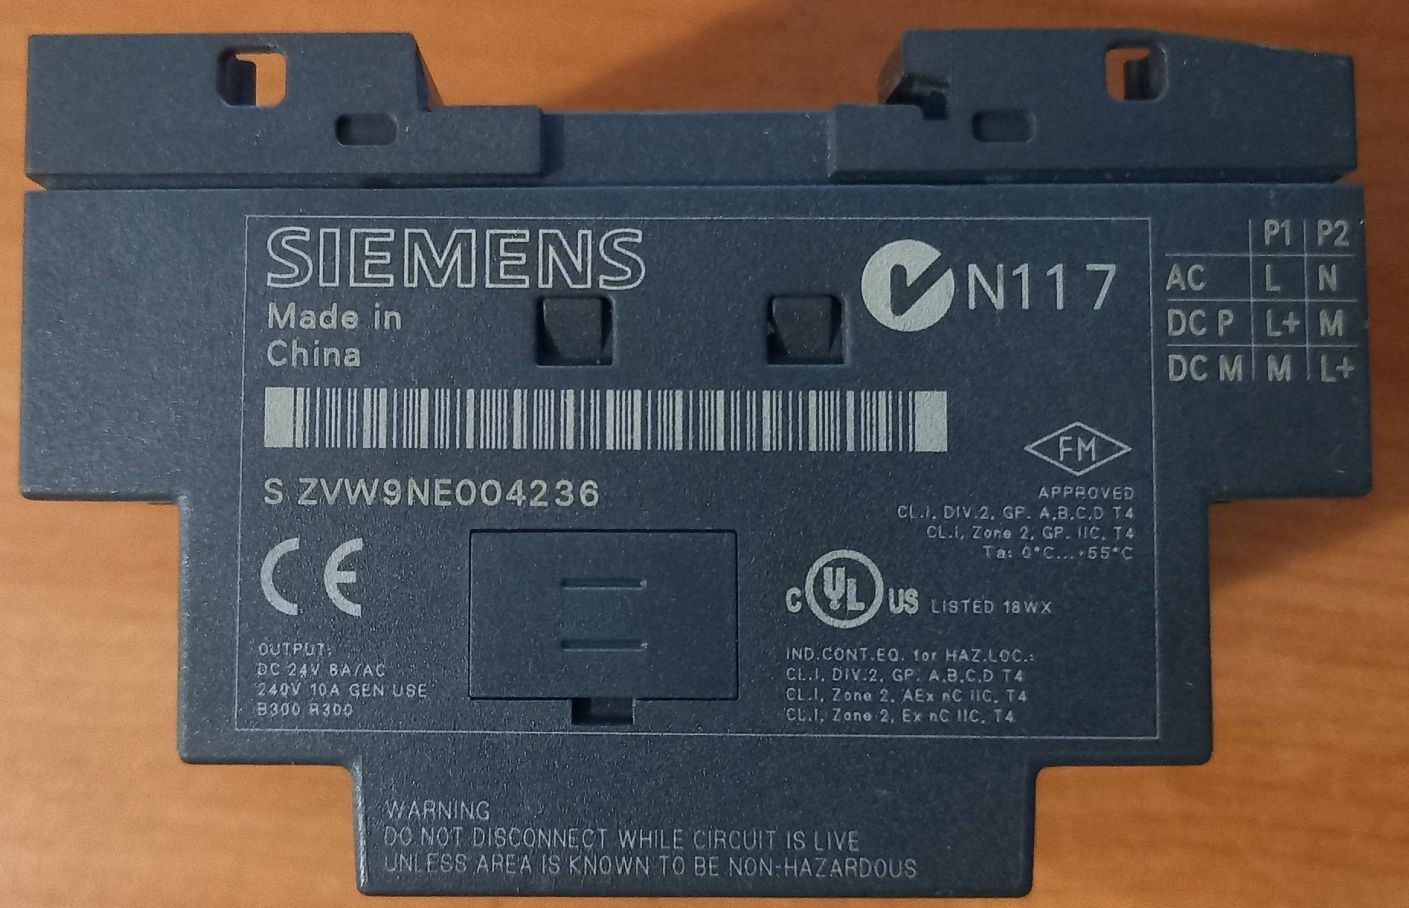 SIEMENS
Made in
China
N117
P1 P2
AC L N
DC P L+ M
DC M M L+
S ZVW9NE004236
FM
APPROVED
CL.I, DIV.2, GP. A,B,C,D T4
CL.I, Zone 2, GP. IIC, T4
Ta: 0°C...+55°C
CE
C UL US LISTED 18WX
OUTPUT:
DC 24V 8A/AC
240V 10A GEN USE
B300 R300
IND.CONT.EQ. for HAZ.LOC.:
CL.I, DIV.2, GP. A,B,C,D T4
CL.I, Zone 2, AEx nC IIC, T4
CL.I, Zone 2, Ex nC IIC, T4
WARNING
DO NOT DISCONNECT WHILE CIRCUIT IS LIVE
UNLESS AREA IS KNOWN TO BE NON-HAZARDOUS